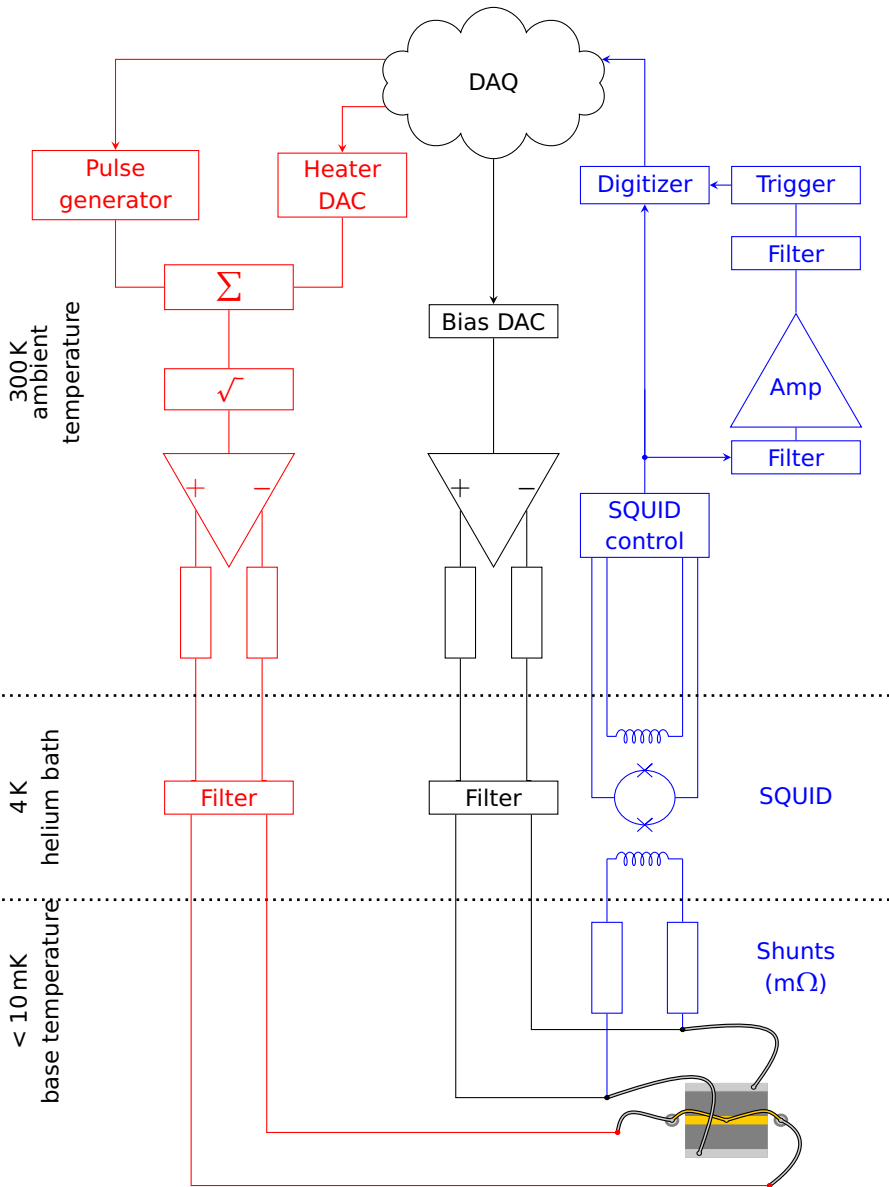 DAQ
Pulse
generator
Heater
DAC
Digitizer
Trigger
Filter
Σ
Bias DAC
√
Amp
Filter
+
−
+
−
SQUID
control
300 K
ambient
temperature
4 K
helium bath
Filter
Filter
SQUID
< 10 mK
base temperature
Shunts
(mΩ)